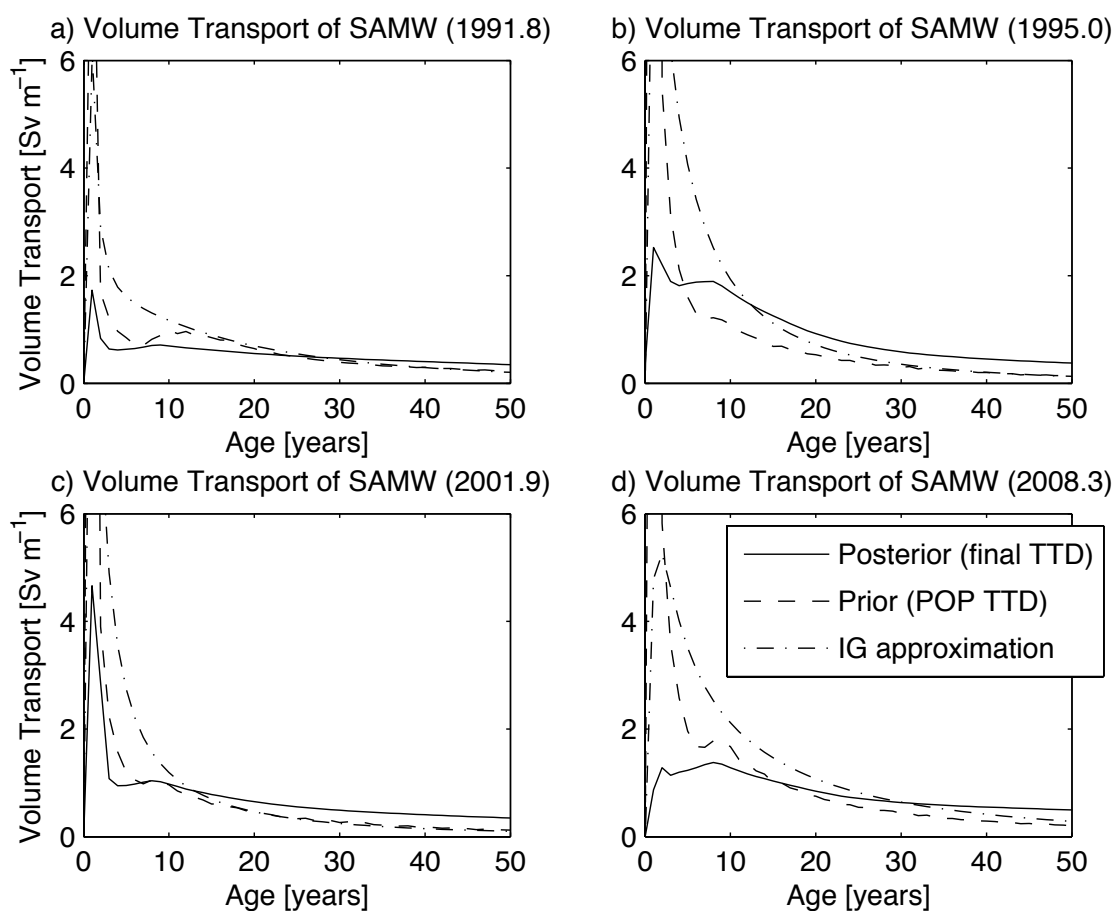 a) Volume Transport of SAMW (1991.8)
Volume Transport [Sv m⁻¹]
6
4
2
0
0 10 20 30 40 50
Age [years]
b) Volume Transport of SAMW (1995.0)
6
4
2
0
0 10 20 30 40 50
Age [years]
c) Volume Transport of SAMW (2001.9)
Volume Transport [Sv m⁻¹]
6
4
2
0
0 10 20 30 40 50
Age [years]
d) Volume Transport of SAMW (2008.3)
6
4
2
0
0 10 20 30 40 50
Age [years]
Posterior (final TTD)
Prior (POP TTD)
IG approximation